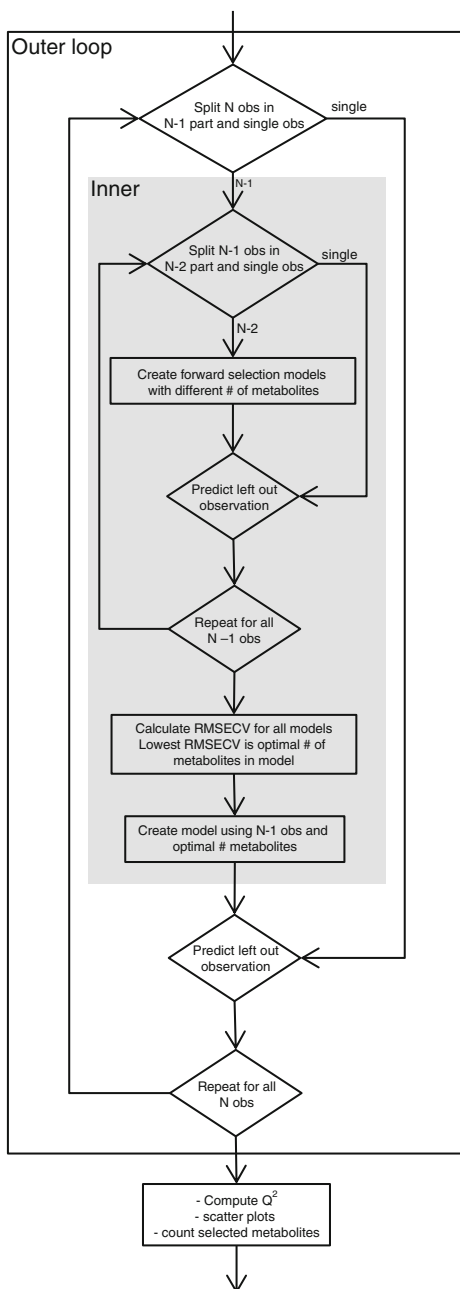 Outer loop
Split N obs in
N-1 part and single obs
single
N-1
Inner
Split N-1 obs in
N-2 part and single obs
single
N-2
Create forward selection models
with different # of metabolites
Predict left out
observation
Repeat for all
N –1 obs
Calculate RMSECV for all models
Lowest RMSECV is optimal # of
metabolites in model
Create model using N-1 obs and
optimal # metabolites
Predict left out
observation
Repeat for all
N obs
- Compute Q²
- scatter plots
- count selected metabolites